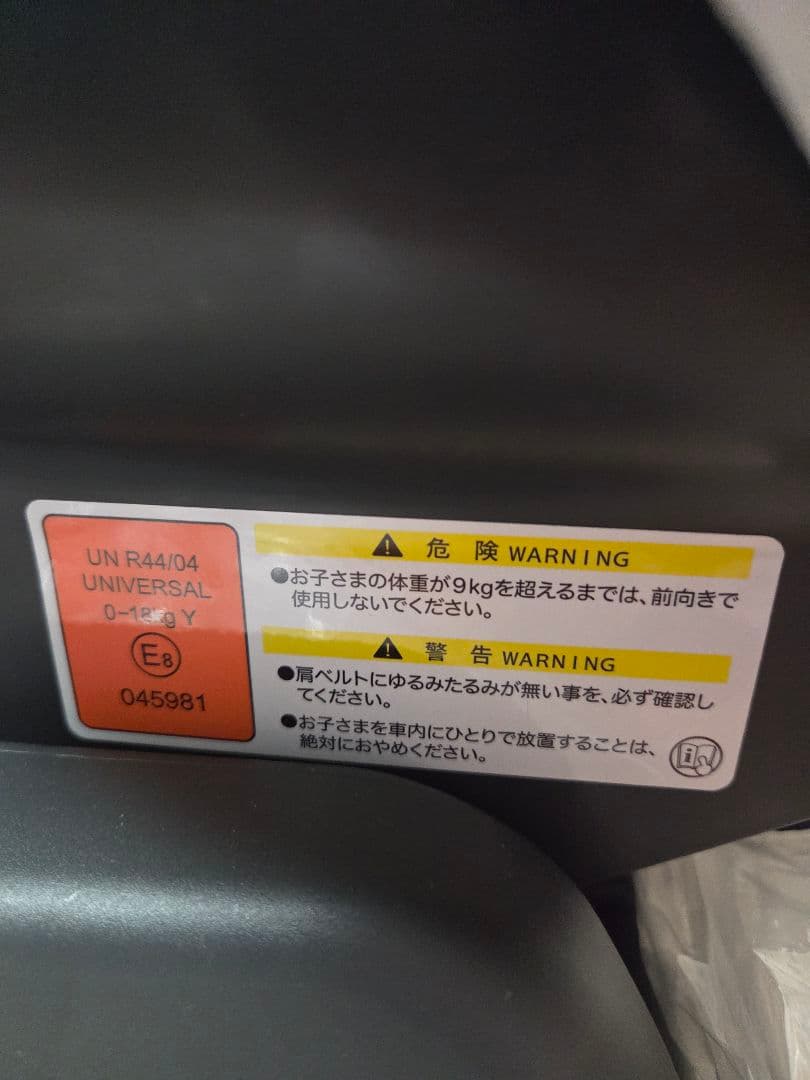 UN R44/04
UNIVERSAL
0-18kg Y
E8
045981
危 険 WARNING
●お子さまの体重が9kgを超えるまでは、前向きで
使用しないでください。
警 告 WARNING
●肩ベルトにゆるみたるみが無い事を、必ず確認し
てください。
●お子さまを車内にひとりで放置することは、
絶対におやめください。